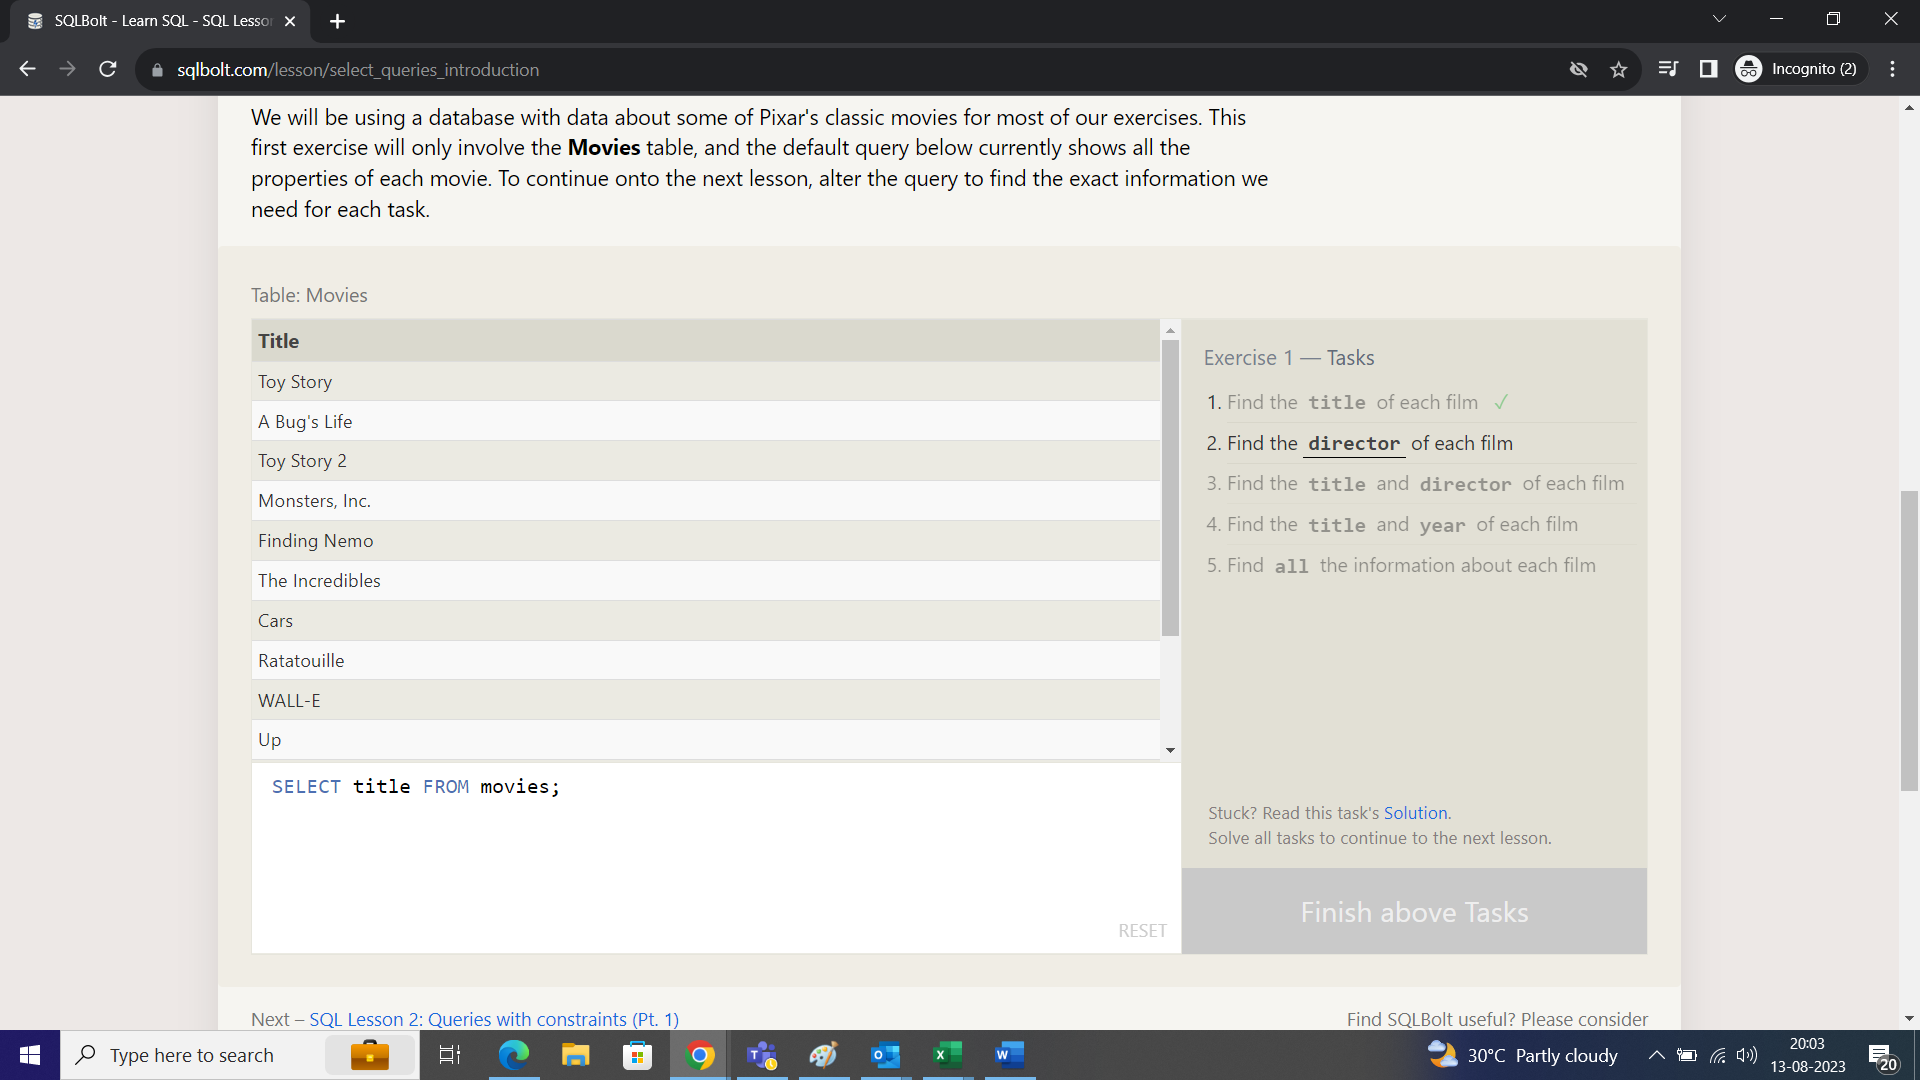 SQLBolt - Learn SQL - SQL Lesson
sqlbolt.com/lesson/select_queries_introduction
Incognito (2)
We will be using a database with data about some of Pixar's classic movies for most of our exercises. This
first exercise will only involve the Movies table, and the default query below currently shows all the
properties of each movie. To continue onto the next lesson, alter the query to find the exact information we
need for each task.
Table: Movies
Title
Toy Story
A Bug's Life
Toy Story 2
Monsters, Inc.
Finding Nemo
The Incredibles
Cars
Ratatouille
WALL-E
Up
SELECT title FROM movies;
RESET
Exercise 1 — Tasks
1. Find the title of each film ✓
2. Find the director of each film
3. Find the title and director of each film
4. Find the title and year of each film
5. Find all the information about each film
Stuck? Read this task's Solution.
Solve all tasks to continue to the next lesson.
Finish above Tasks
Next – SQL Lesson 2: Queries with constraints (Pt. 1)
Find SQLBolt useful? Please consider
Type here to search
30°C Partly cloudy
20:03
13-08-2023
20